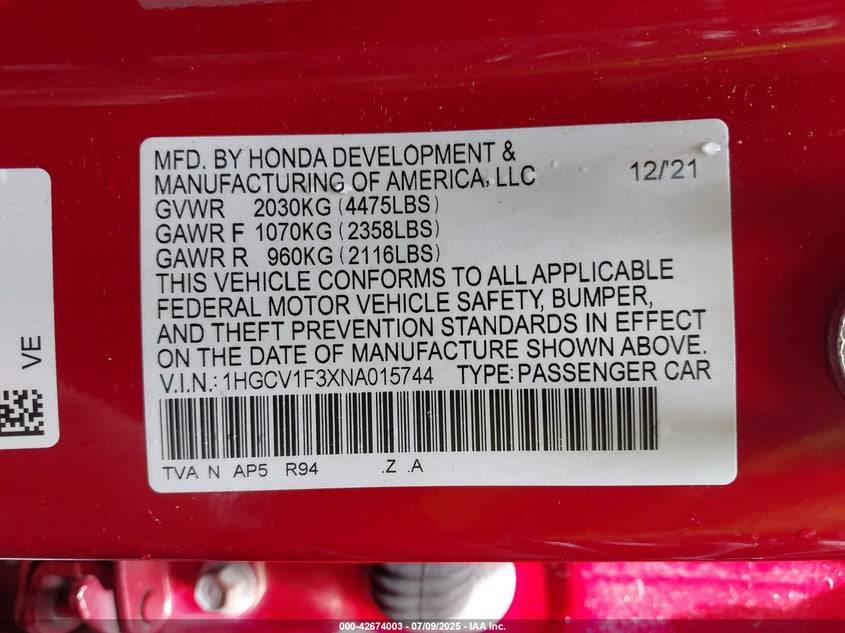 MFD. BY HONDA DEVELOPMENT &
MANUFACTURING OF AMERICA, LLC 12/'21
GVWR 2030KG (4475LBS)
GAWR F 1070KG (2358LBS)
GAWR R 960KG (2116LBS)
THIS VEHICLE CONFORMS TO ALL APPLICABLE
FEDERAL MOTOR VEHICLE SAFETY, BUMPER,
AND THEFT PREVENTION STANDARDS IN EFFECT
ON THE DATE OF MANUFACTURE SHOWN ABOVE.
V.I.N.: 1HGCV1F3XNA015744 TYPE: PASSENGER CAR
TVA N AP5 R94 .Z .A
VE
000-42674003 | 07/09/2025 - IAA Inc.